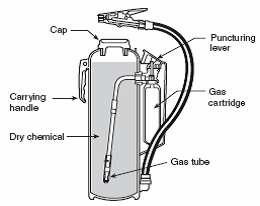 Cap
Puncturing
lever
Carrying
handle
Gas
cartridge
Dry chemical
Gas tube